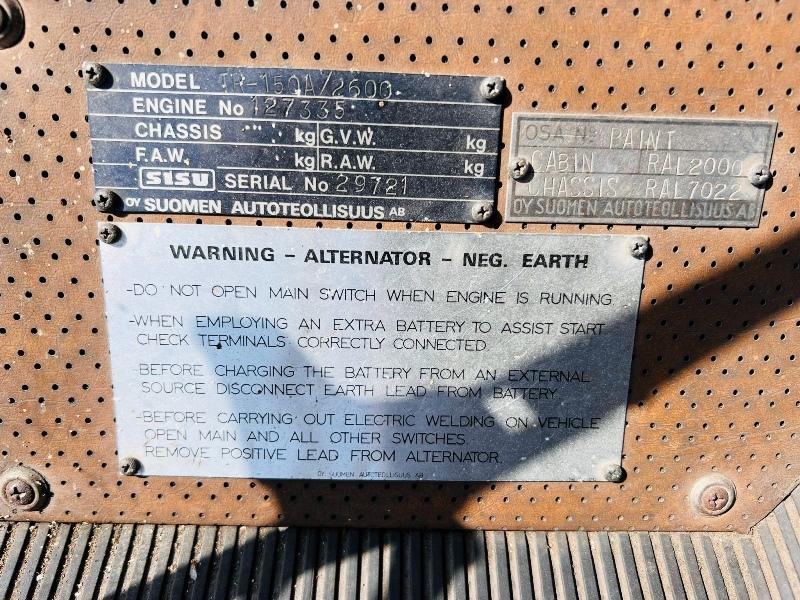 MODEL TR-150A/2600
ENGINE No 127335
CHASSIS kg G.V.W. kg
F.A.W. kg R.A.W. kg
SISU SERIAL No 29721
OY SUOMEN AUTOTEOLLISUUS AB
OSA No PAINT
CABIN RAL2000
CHASSIS RAL7022
OY SUOMEN AUTOTEOLLISUUS AB
WARNING - ALTERNATOR - NEG. EARTH
-DO NOT OPEN MAIN SWITCH WHEN ENGINE IS RUNNING
-WHEN EMPLOYING AN EXTRA BATTERY TO ASSIST START
CHECK TERMINALS CORRECTLY CONNECTED.
-BEFORE CHARGING THE BATTERY FROM AN EXTERNAL
SOURCE DISCONNECT EARTH LEAD FROM BATTERY
-BEFORE CARRYING OUT ELECTRIC WELDING ON VEHICLE
OPEN MAIN AND ALL OTHER SWITCHES.
REMOVE POSITIVE LEAD FROM ALTERNATOR.
OY. SUOMEN AUTOTEOLLISUUS AB